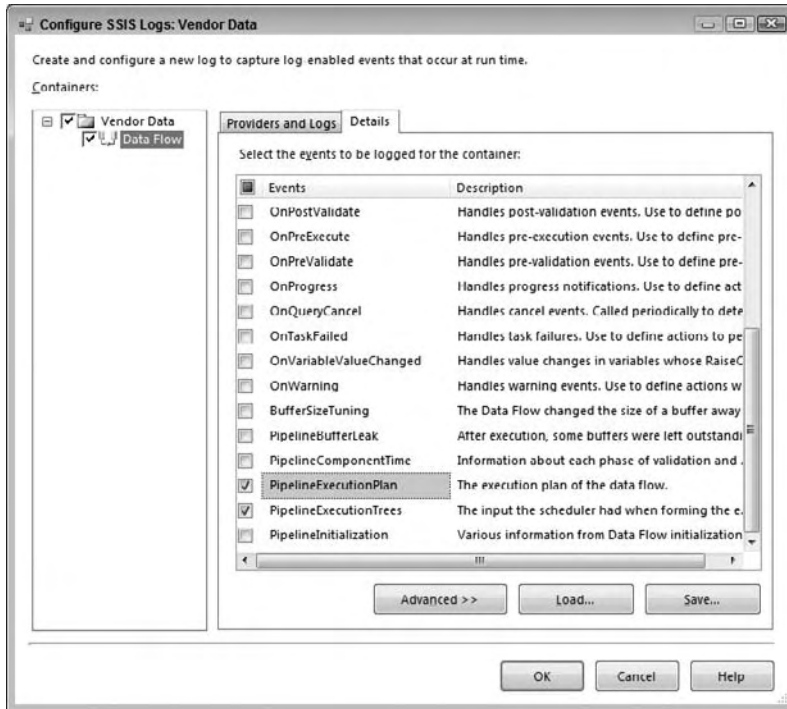 Configure SSIS Logs: Vendor Data
Create and configure a new log to capture log enabled events that occur at run time.
Containers:
Vendor Data
Data Flow
Providers and Logs Details
Select the events to be logged for the container:
Events Description
OnPostValidate Handles post-validation events. Use to define po
OnPreExecute Handles pre-execution events. Use to define pre-
OnPreValidate Handles pre-validation events. Use to define pre-
OnProgress Handles progress notifications. Use to define act
OnQueryCancel Handles cancel events. Called periodically to dete
OnTaskFailed Handles task failures. Use to define actions to pe
OnVariableValueChanged Handles value changes in variables whose RaiseC
OnWarning Handles warning events. Use to define actions w
BufferSizeTuning The Data Flow changed the size of a buffer away
PipelineBufferLeak After execution, some buffers were left outstandi
PipelineComponentTime Information about each phase of validation and .
PipelineExecutionPlan The execution plan of the data flow.
PipelineExecutionTrees The input the scheduler had when forming the e.
PipelineInitialization Various information from Data Flow initialization
Advanced >> Load... Save...
OK Cancel Help